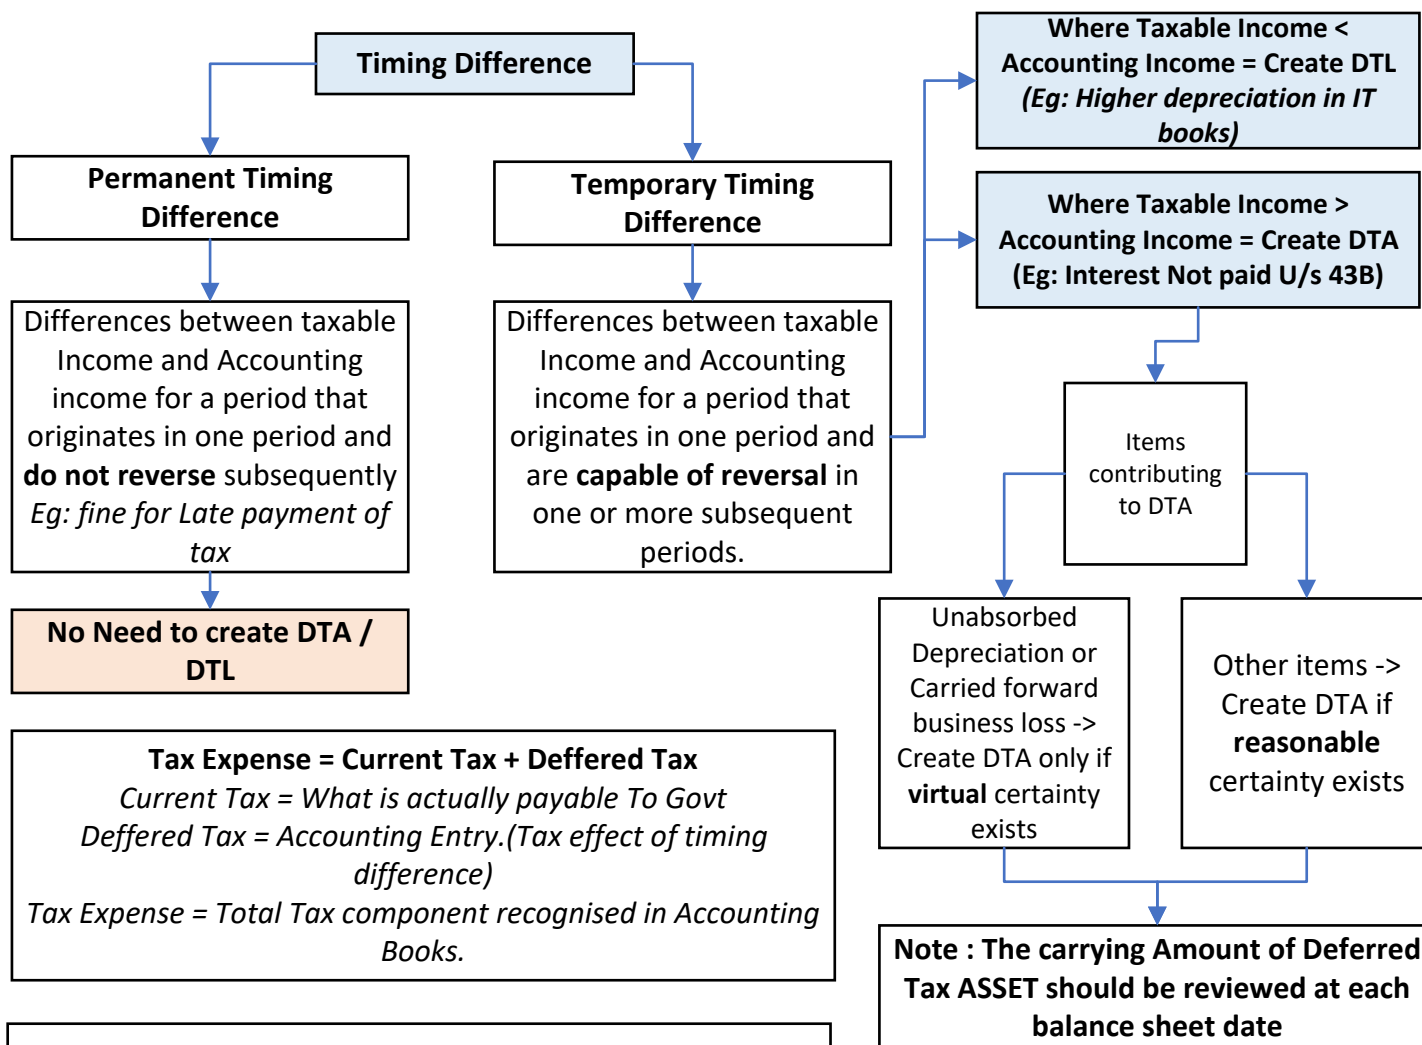 Timing Difference
Permanent Timing
Difference
Differences between taxable
Income and Accounting
income for a period that
originates in one period and
do not reverse subsequently
Eg: fine for Late payment of
tax
No Need to create DTA /
DTL
Temporary Timing
Difference
Differences between taxable
Income and Accounting
income for a period that
originates in one period and
are capable of reversal in
one or more subsequent
periods.
Where Taxable Income <
Accounting Income = Create DTL
(Eg: Higher depreciation in IT
books)
Where Taxable Income >
Accounting Income = Create DTA
(Eg: Interest Not paid U/s 43B)
Items
contributing
to DTA
Unabsorbed
Depreciation or
Carried forward
business loss ->
Create DTA only if
virtual certainty
exists
Other items ->
Create DTA if
reasonable
certainty exists
Note : The carrying Amount of Deferred
Tax ASSET should be reviewed at each
balance sheet date
Tax Expense = Current Tax + Deffered Tax
Current Tax = What is actually payable To Govt
Deffered Tax = Accounting Entry.(Tax effect of timing
difference)
Tax Expense = Total Tax component recognised in Accounting
Books.